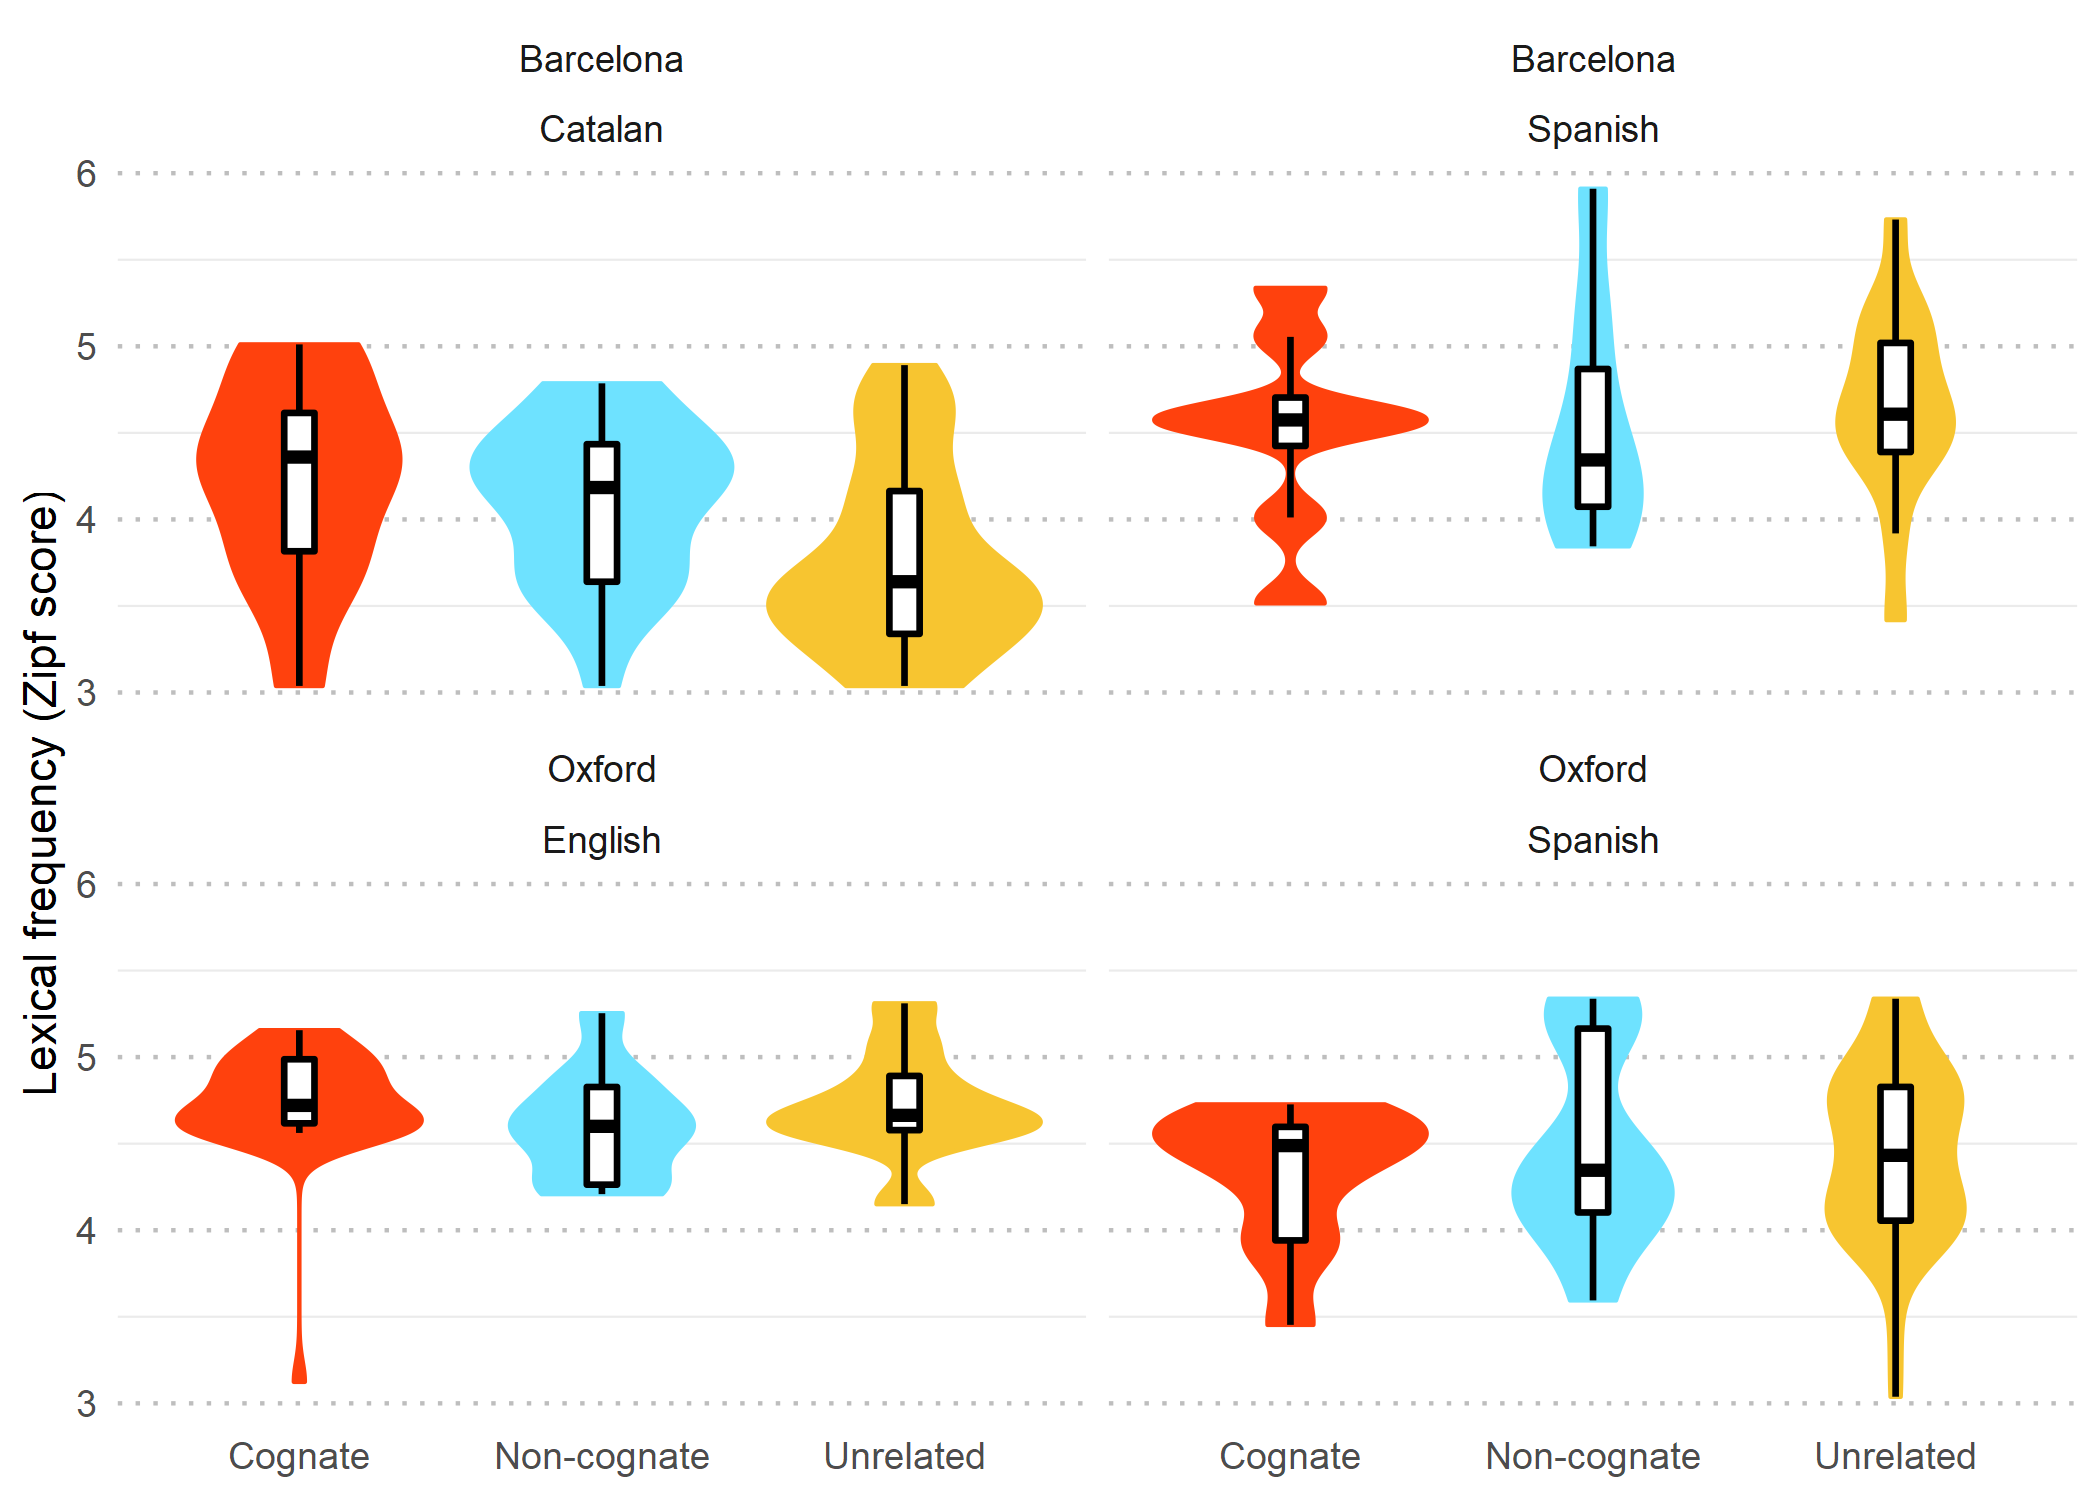 Barcelona
Catalan
Barcelona
Spanish
6
5
4
3
Lexical frequency (Zipf score)
Oxford
English
Oxford
Spanish
6
5
4
3
Cognate
Non-cognate
Unrelated
Cognate
Non-cognate
Unrelated